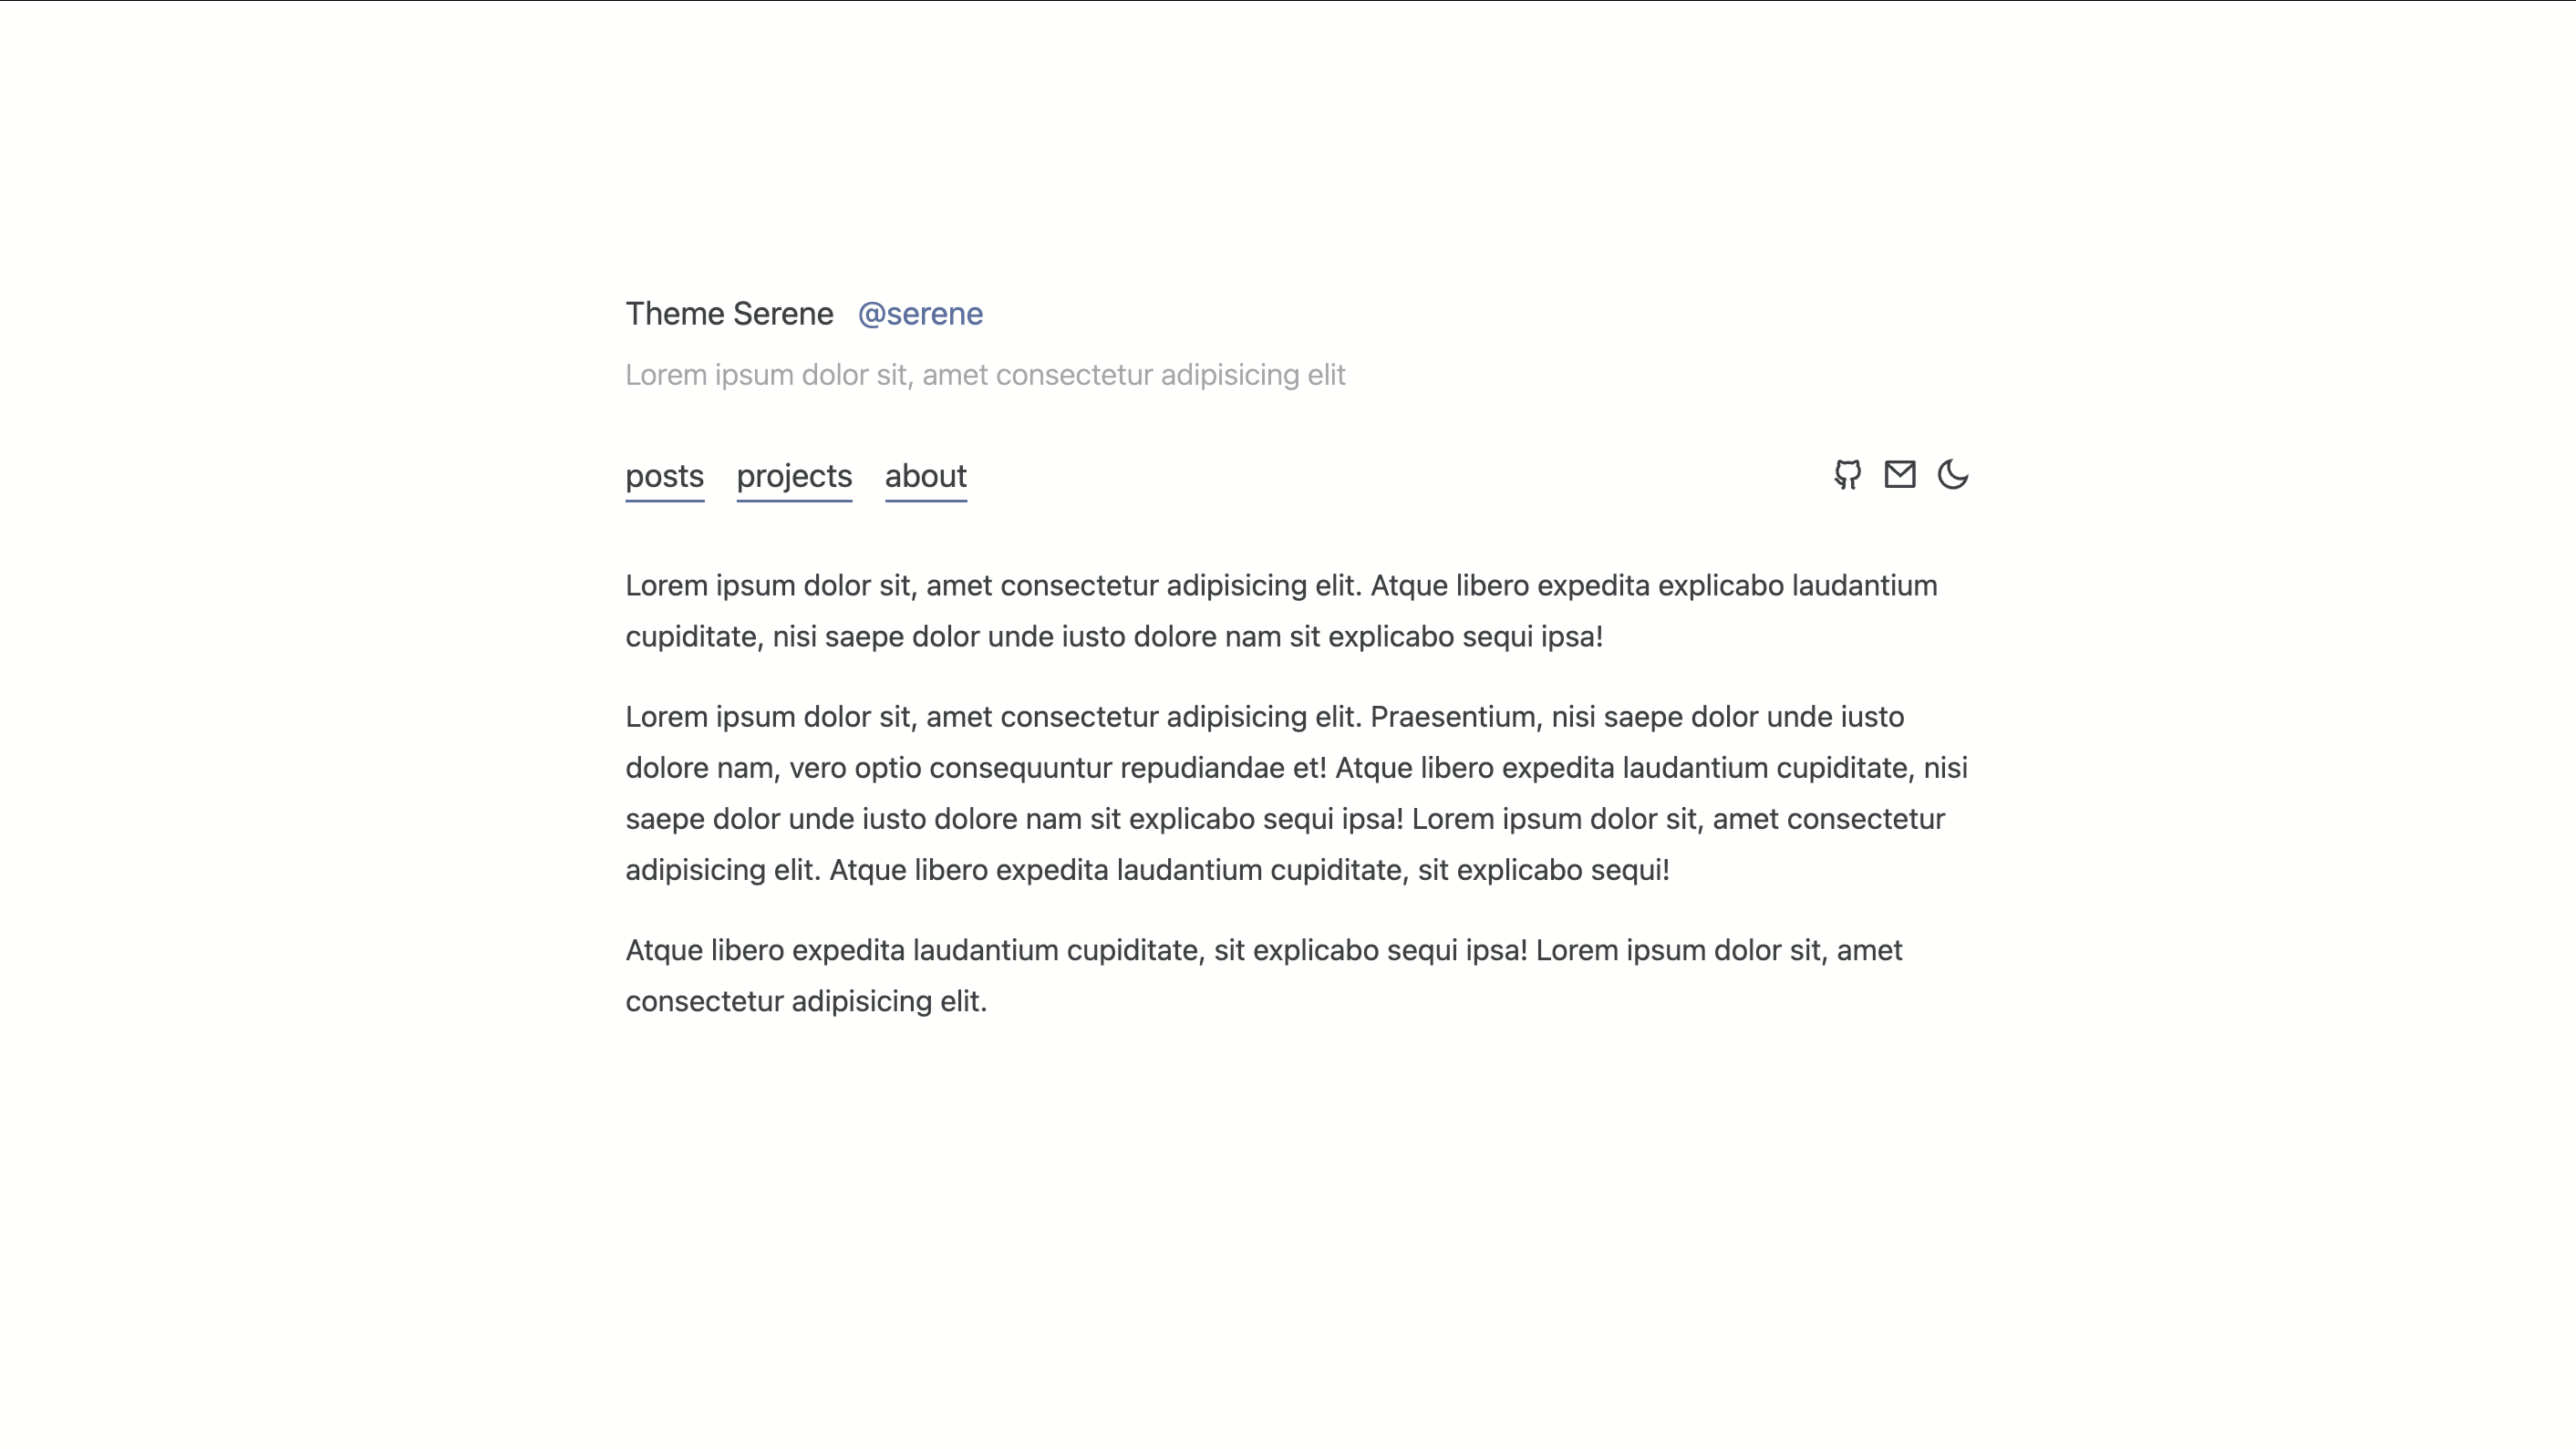 Theme Serene @serene
Lorem ipsum dolor sit, amet consectetur adipisicing elit
posts projects about
Lorem ipsum dolor sit, amet consectetur adipisicing elit. Atque libero expedita explicabo laudantium
cupiditate, nisi saepe dolor unde iusto dolore nam sit explicabo sequi ipsa!
Lorem ipsum dolor sit, amet consectetur adipisicing elit. Praesentium, nisi saepe dolor unde iusto
dolore nam, vero optio consequuntur repudiandae et! Atque libero expedita laudantium cupiditate, nisi
saepe dolor unde iusto dolore nam sit explicabo sequi ipsa! Lorem ipsum dolor sit, amet consectetur
adipisicing elit. Atque libero expedita laudantium cupiditate, sit explicabo sequi!
Atque libero expedita laudantium cupiditate, sit explicabo sequi ipsa! Lorem ipsum dolor sit, amet
consectetur adipisicing elit.